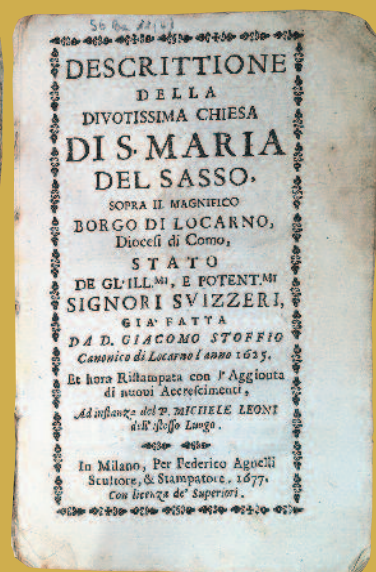 DESCRITTIONE
DELLA
DIVOTISSIMA CHIESA
DI S. MARIA
DEL SASSO,
SOPRA IL MAGNIFICO
BORGO DI LOCARNO,
Diocesi di Como,
STATO
DE GL'ILL.MI, E POTENT.MI
SIGNORI SVIZZERI,
GIA' FATTA
DA D. GIACOMO STOFFIO
Canonico di Locarno l'anno 1625.
Et hora Ristampata con l'Aggionta
di nuovi Accrescimenti,
Ad instanza del P. MICHELE LEONI
dell'istesso Luogo.
In Milano, Per Federico Agnelli
Scultore, & Stampatore. 1677.
Con licenza de' Superiori.